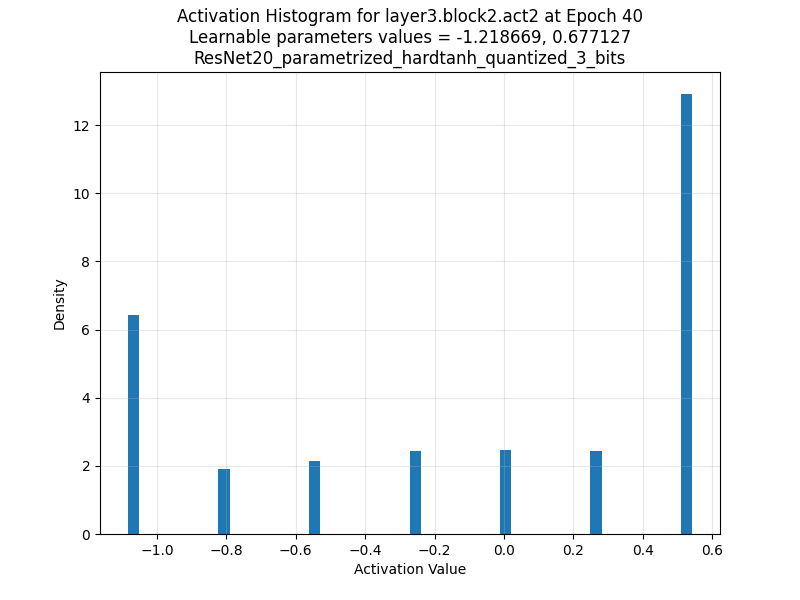 Activation Histogram for layer3.block2.act2 at Epoch 40
Learnable parameters values = -1.218669, 0.677127
ResNet20_parametrized_hardtanh_quantized_3_bits
12
10
8
6
4
2
0
Density
−1.0 −0.8 −0.6 −0.4 −0.2 0.0 0.2 0.4 0.6
Activation Value